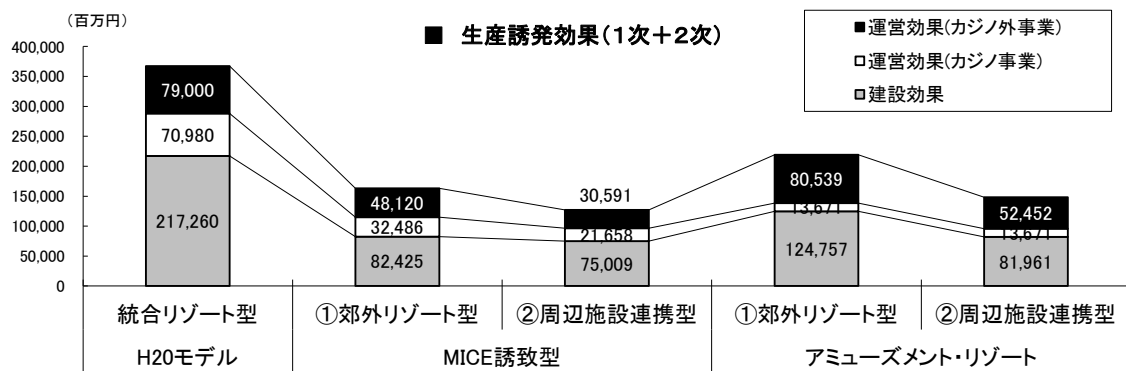 (百万円)
■ 生産誘発効果(1次+2次)
■運営効果(カジノ外事業)
□運営効果(カジノ事業)
■建設効果
400,000
350,000
300,000
250,000
200,000
150,000
100,000
50,000
0
79,000
70,980
217,260
48,120
32,486
82,425
30,591
21,658
75,009
80,539
13,671
124,757
52,452
13,671
81,961
統合リゾート型
①郊外リゾート型
②周辺施設連携型
①郊外リゾート型
②周辺施設連携型
H20モデル
MICE誘致型
アミューズメント・リゾート